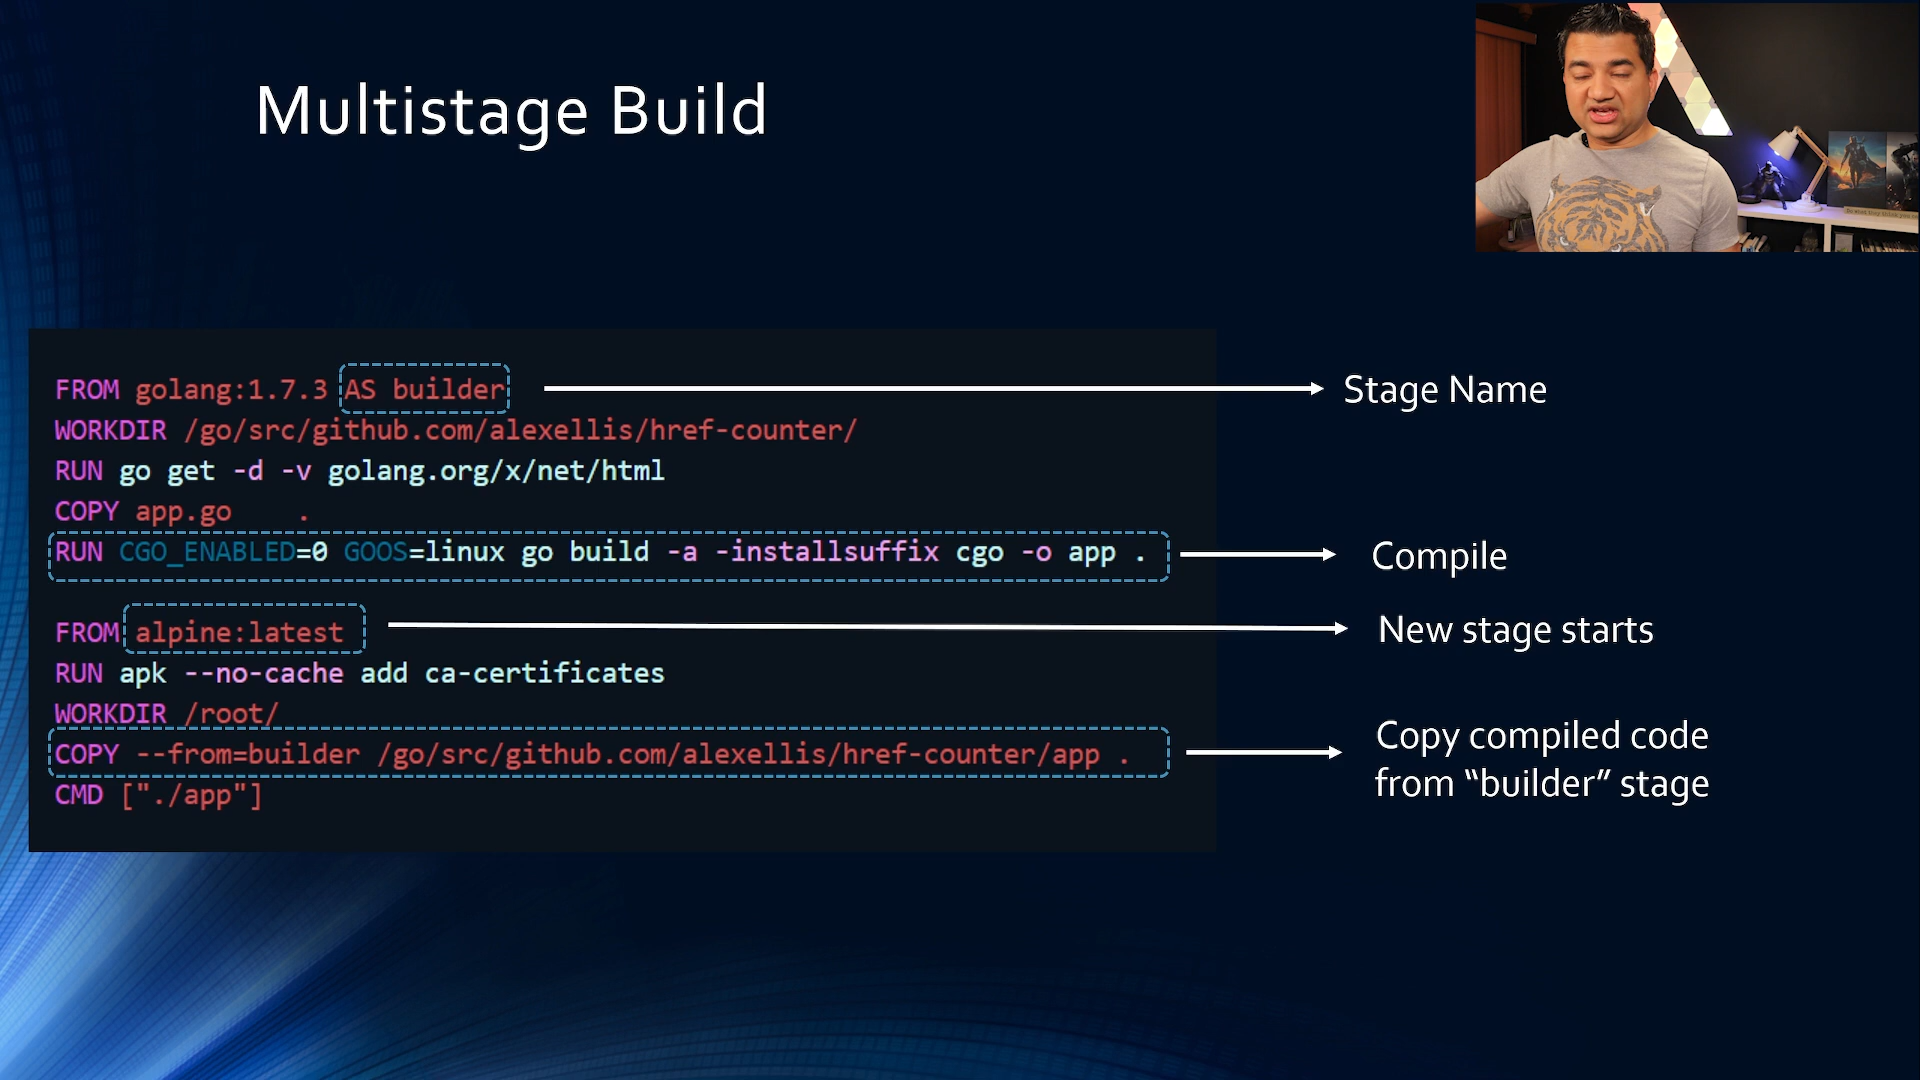 Multistage Build
FROM golang:1.7.3 AS builder
Stage Name
WORKDIR /go/src/github.com/alexellis/href-counter/
RUN go get -d -v golang.org/x/net/html
COPY app.go    .
RUN CGO_ENABLED=0 GOOS=linux go build -a -installsuffix cgo -o app .
Compile
FROM alpine:latest
New stage starts
RUN apk --no-cache add ca-certificates
WORKDIR /root/
COPY --from=builder /go/src/github.com/alexellis/href-counter/app .
Copy compiled code
from “builder” stage
CMD ["./app"]